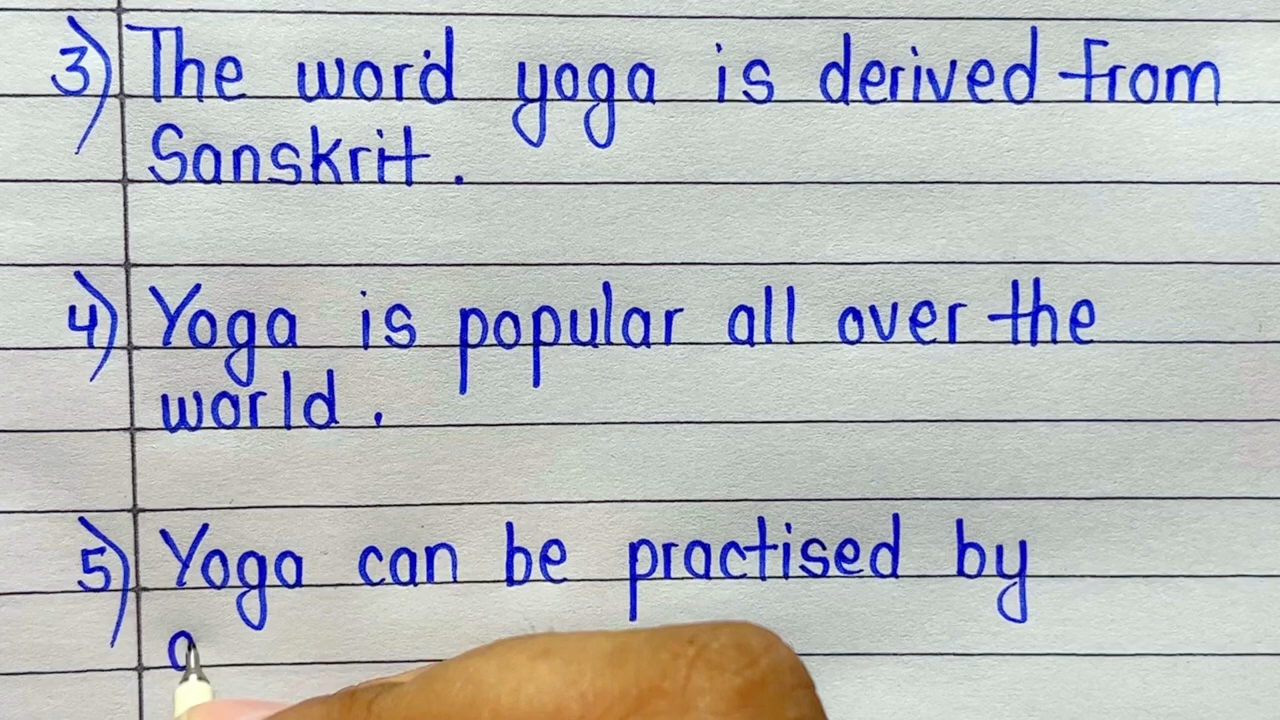 3) The word yoga is derived from
Sanskrit.
4) Yoga is popular all over the
world.
5) Yoga can be practised by